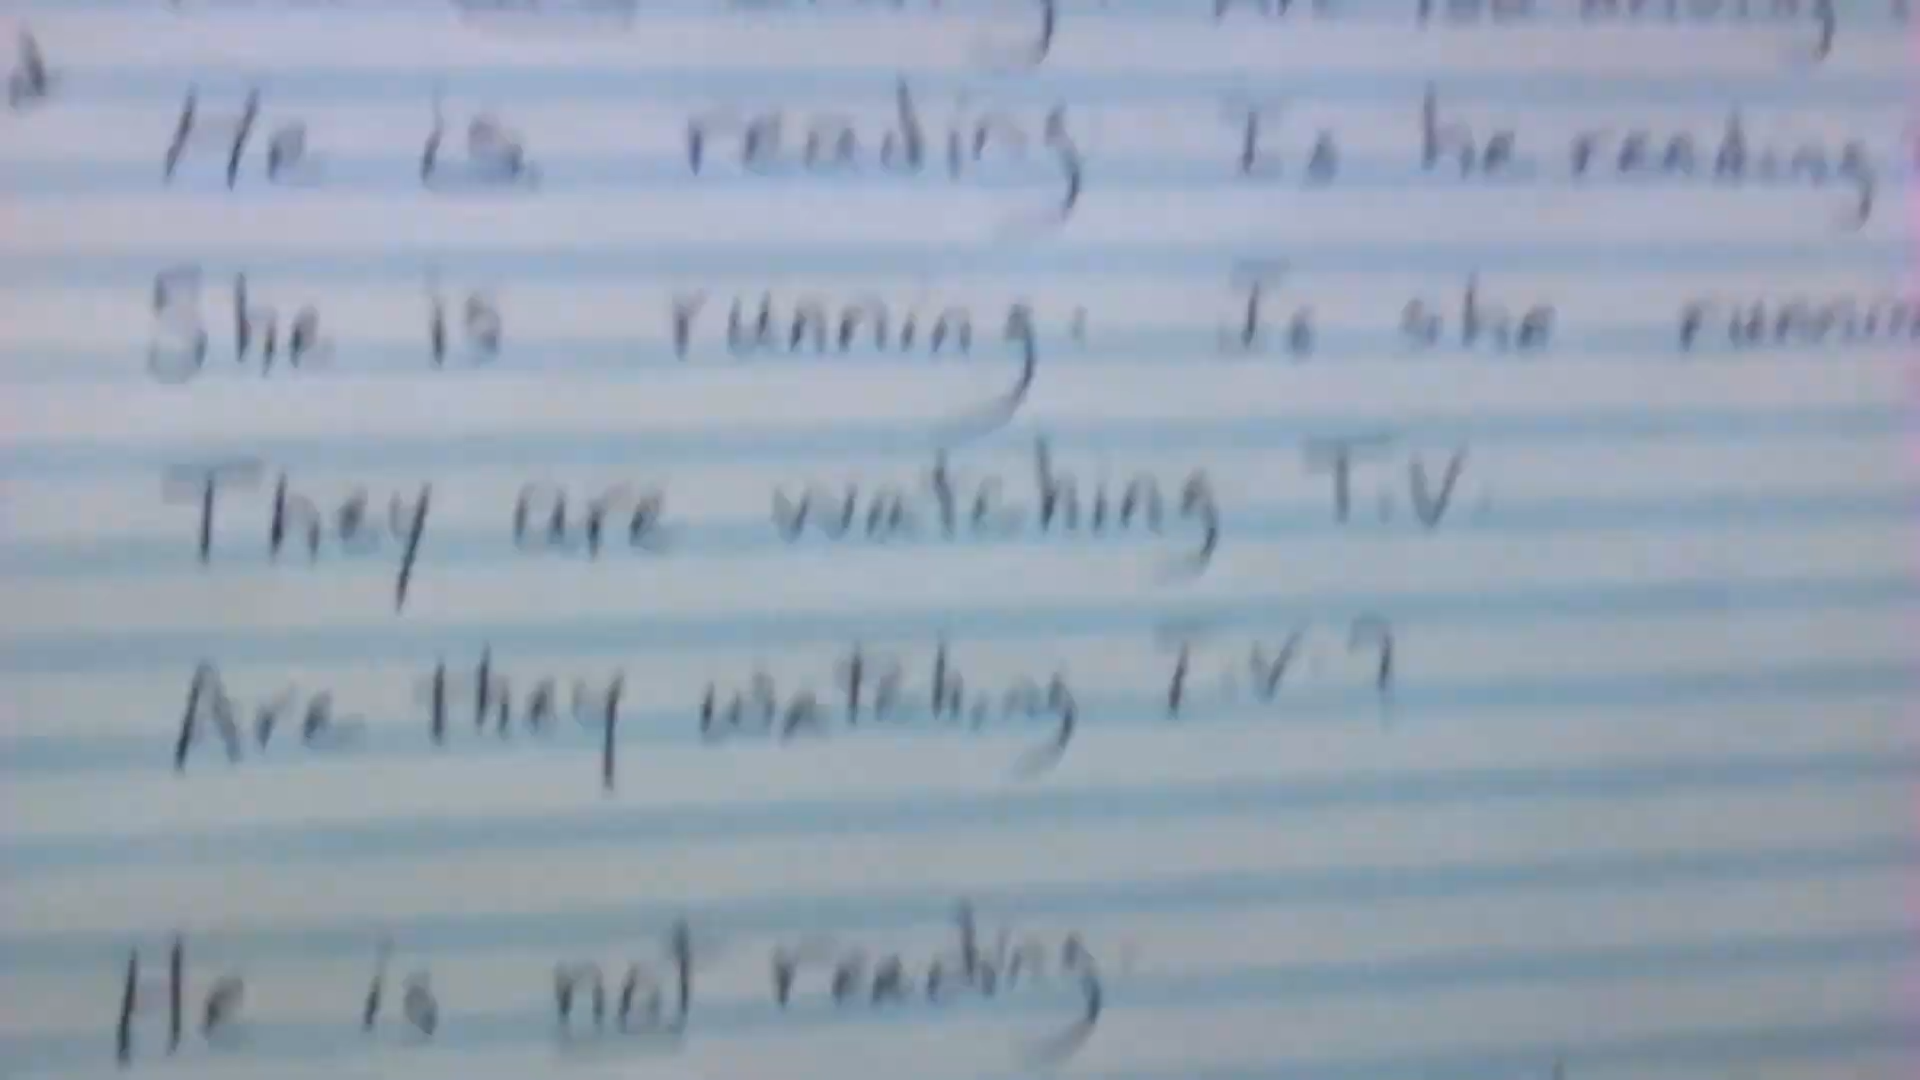 He is reading Is he reading
She is running. Is she runnin
They are watching T.V.
Are they watching T.V.?
He is not reading.